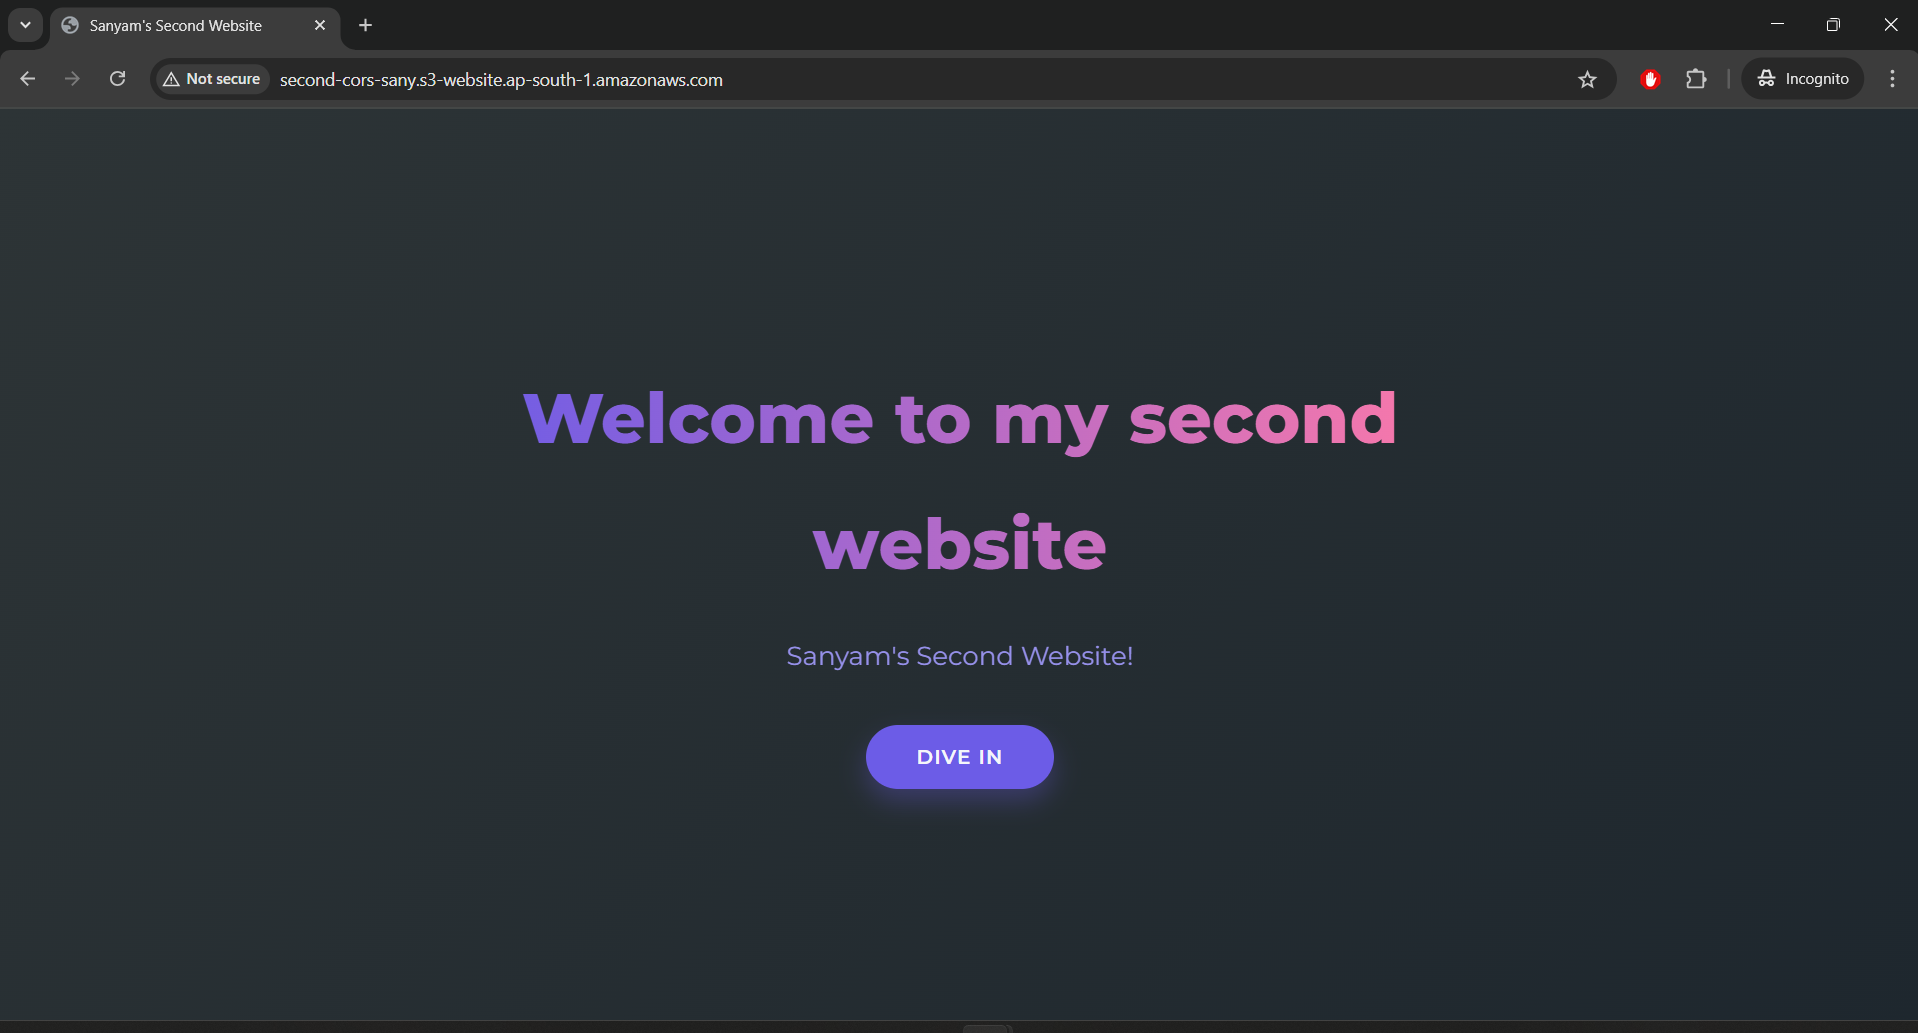 Sanyam's Second Website
Not secure
second-cors-sany.s3-website.ap-south-1.amazonaws.com
Incognito
Welcome to my second
website
Sanyam's Second Website!
DIVE IN